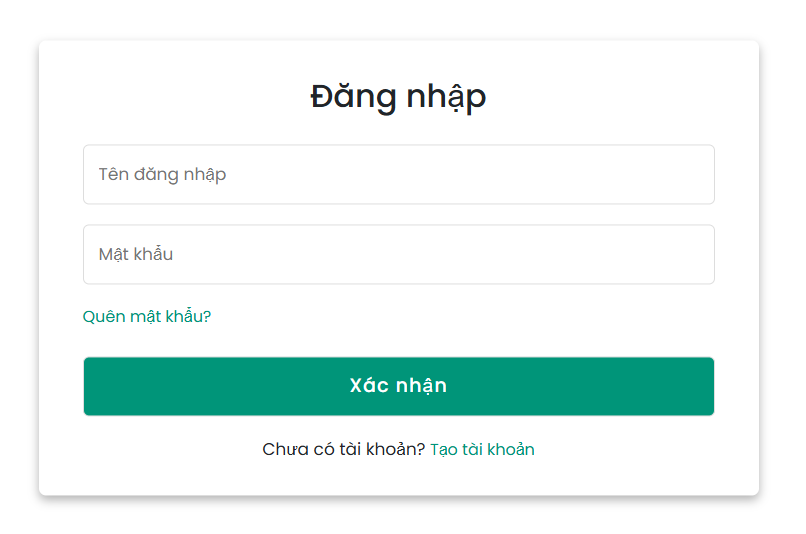 Đăng nhập
Tên đăng nhập
Mật khẩu
Quên mật khẩu?
Xác nhận
Chưa có tài khoản? Tạo tài khoản